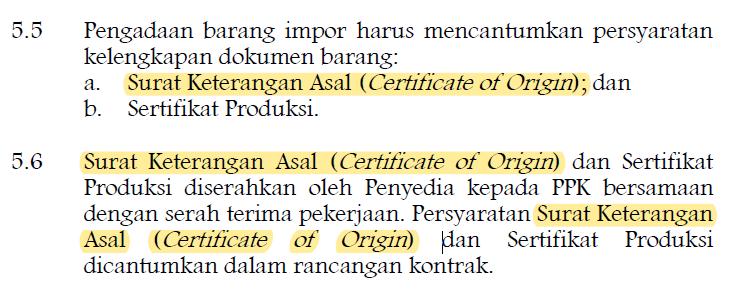 5.5 Pengadaan barang impor harus mencantumkan persyaratan
kelengkapan dokumen barang:
a. Surat Keterangan Asal (Certificate of Origin); dan
b. Sertifikat Produksi.
5.6 Surat Keterangan Asal (Certificate of Origin) dan Sertifikat
Produksi diserahkan oleh Penyedia kepada PPK bersamaan
dengan serah terima pekerjaan. Persyaratan Surat Keterangan
Asal (Certificate of Origin) dan Sertifikat Produksi
dicantumkan dalam rancangan kontrak.